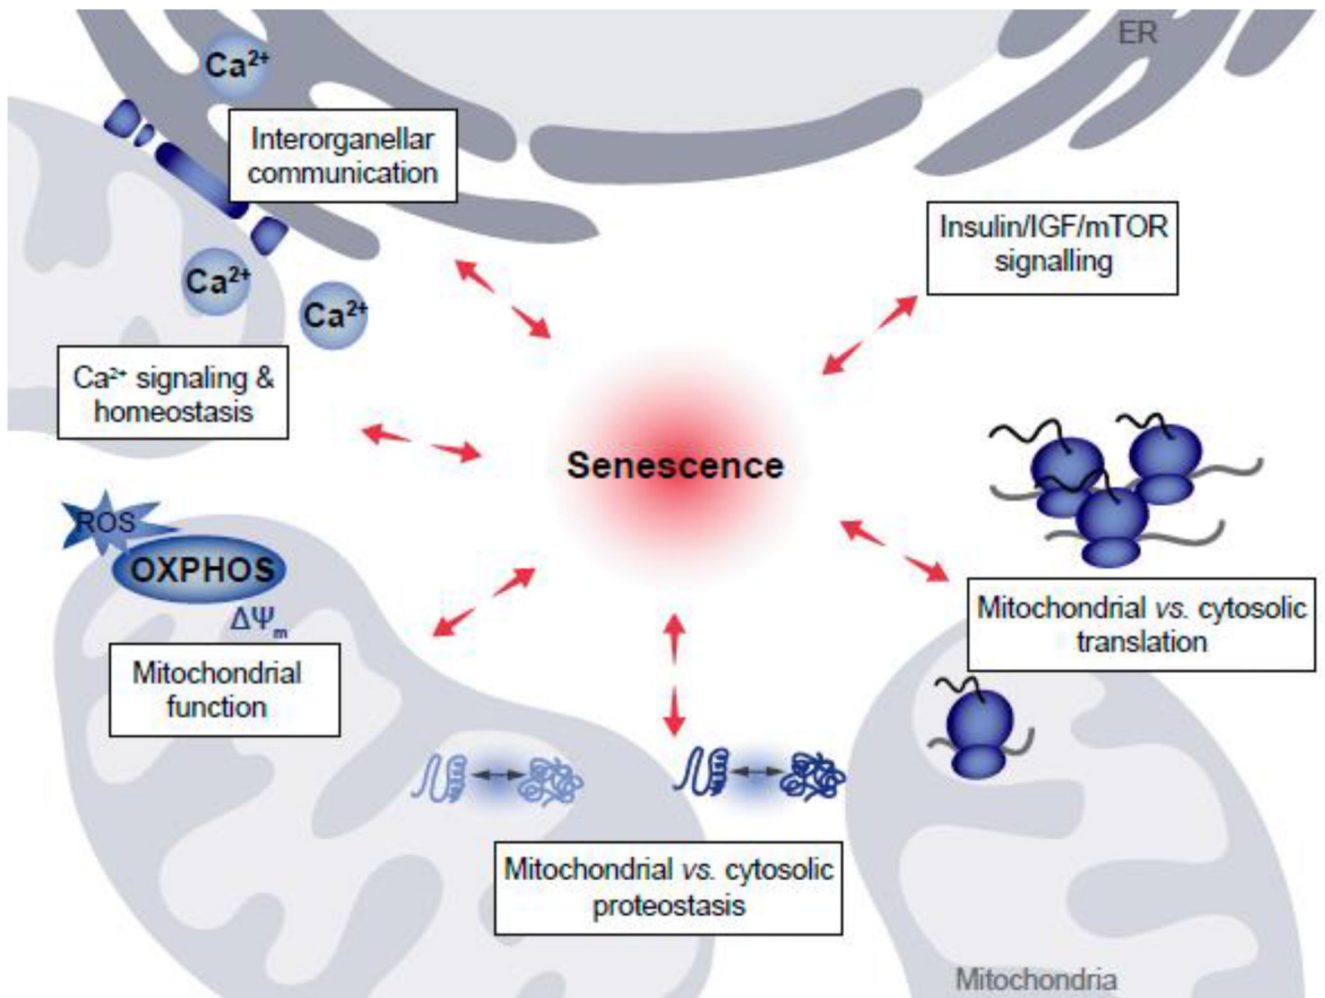 ER
Ca²⁺
Interorganellar
communication
Insulin/IGF/mTOR
signalling
Ca²⁺
Ca²⁺
Ca²⁺ signaling &
homeostasis
Senescence
ROS
OXPHOS
ΔΨm
Mitochondrial
function
Mitochondrial vs. cytosolic
translation
Mitochondrial vs. cytosolic
proteostasis
Mitochondria